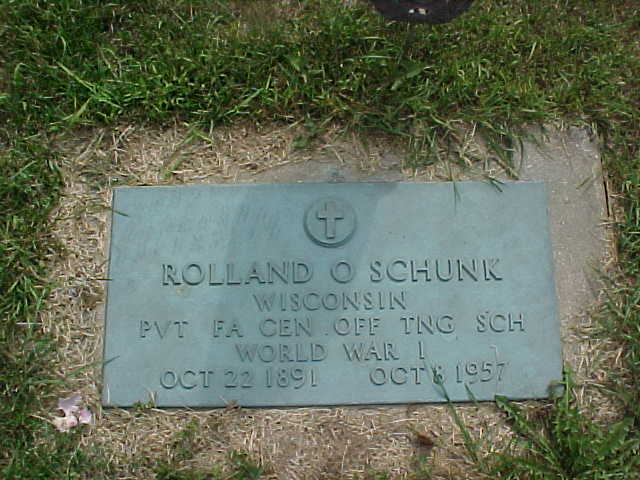 ROLLAND O SCHUNK
WISCONSIN
PVT FA CEN OFF TNG SCH
WORLD WAR I
OCT 22 1891 OCT 8 1957